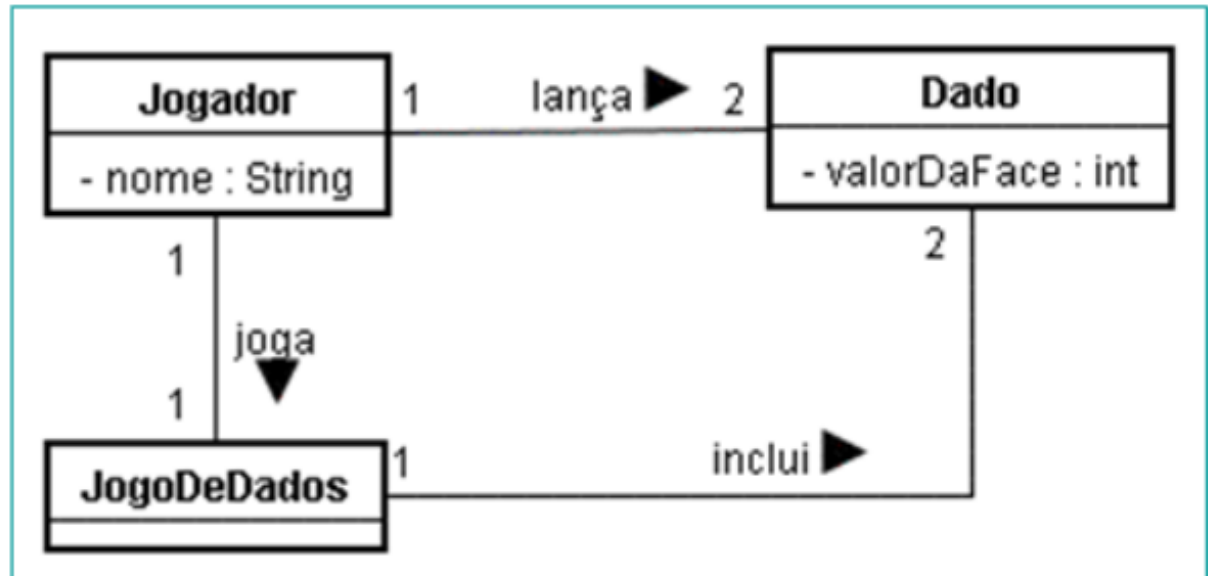 Jogador
- nome : String
1
lança
2
Dado
- valorDaFace : int
1
joga
1
2
JogoDeDados
1
inclui